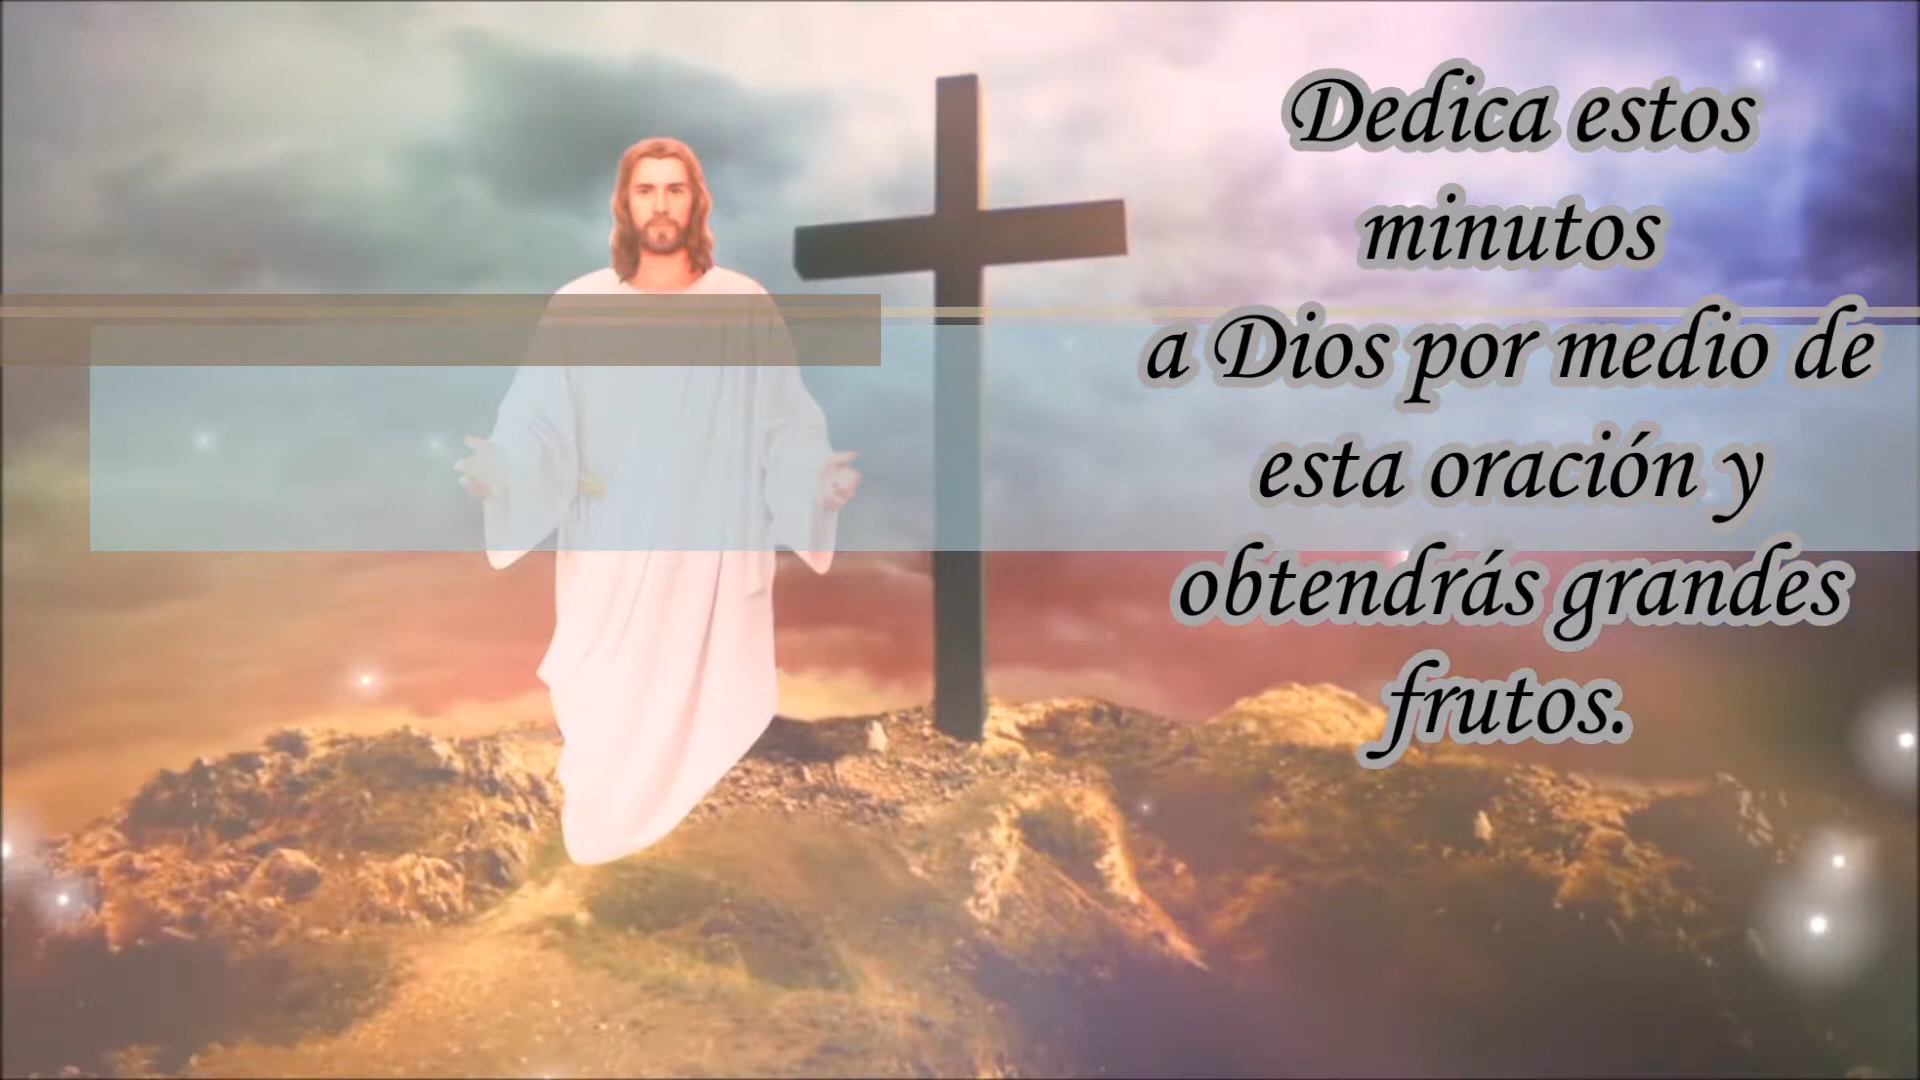 Dedica estos
minutos
a Dios por medio de
esta oración y
obtendrás grandes
frutos.